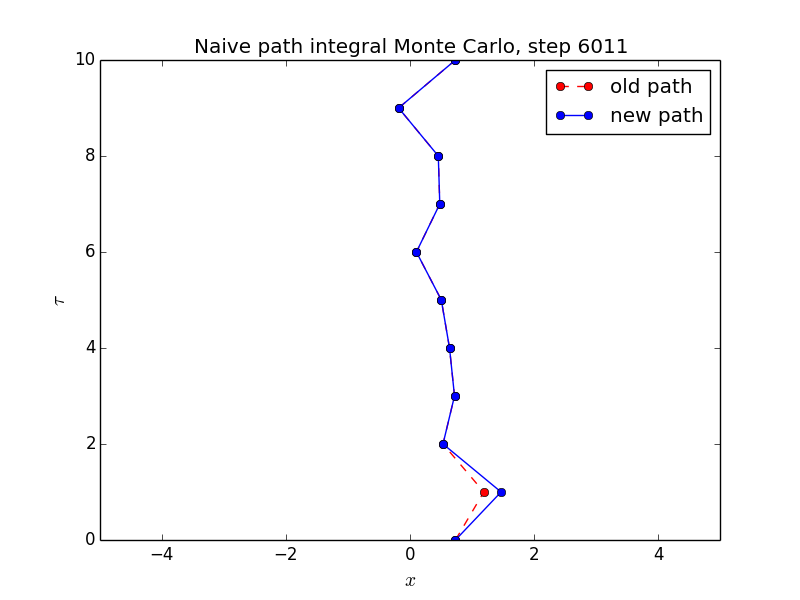 Naive path integral Monte Carlo, step 6011
old path
new path
10
8
6
4
2
0
τ
−4 −2 0 2 4
x